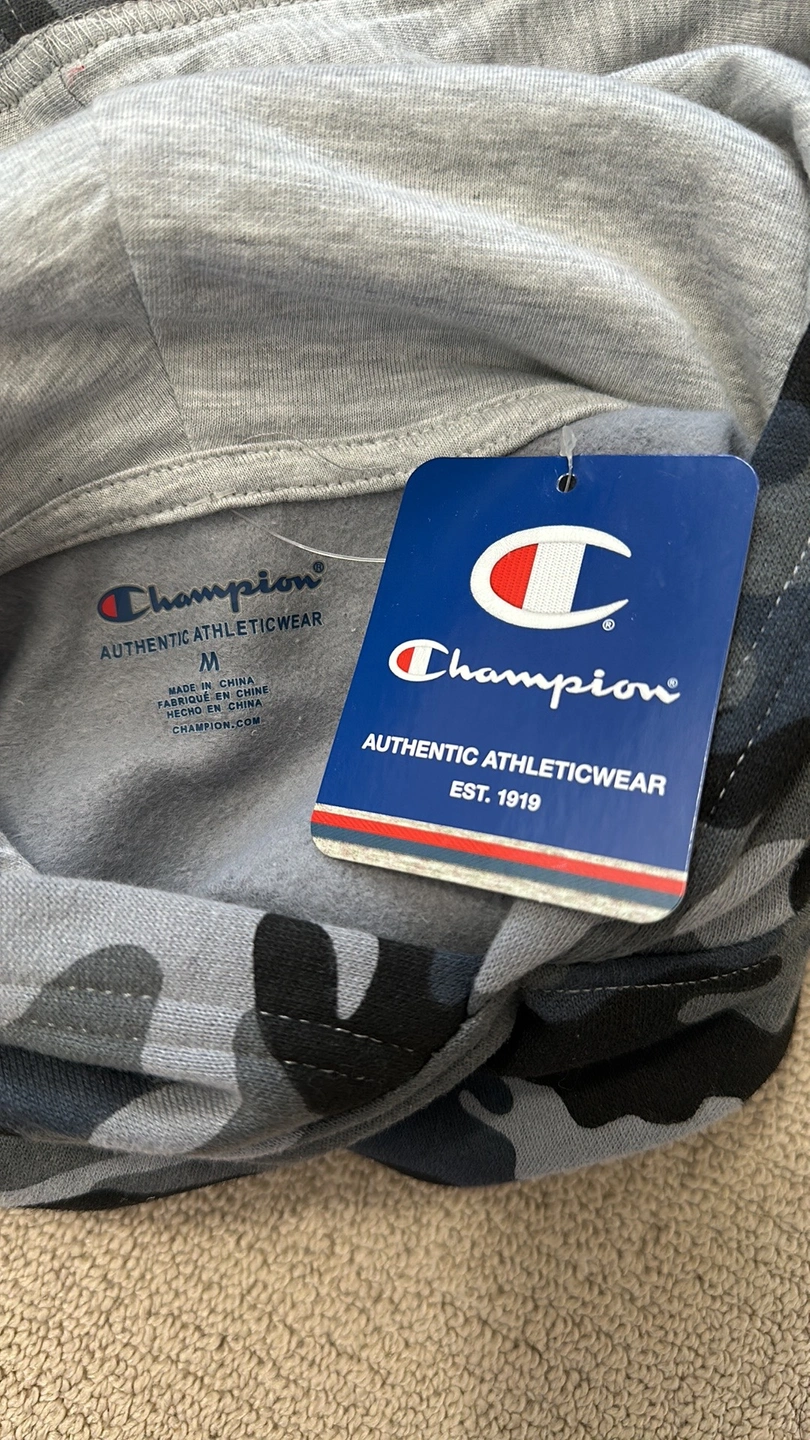 Champion®
AUTHENTIC ATHLETICWEAR
M
MADE IN CHINA
FABRIQUÉ EN CHINE
HECHO EN CHINA
CHAMPION.COM
®
Champion®
AUTHENTIC ATHLETICWEAR
EST. 1919